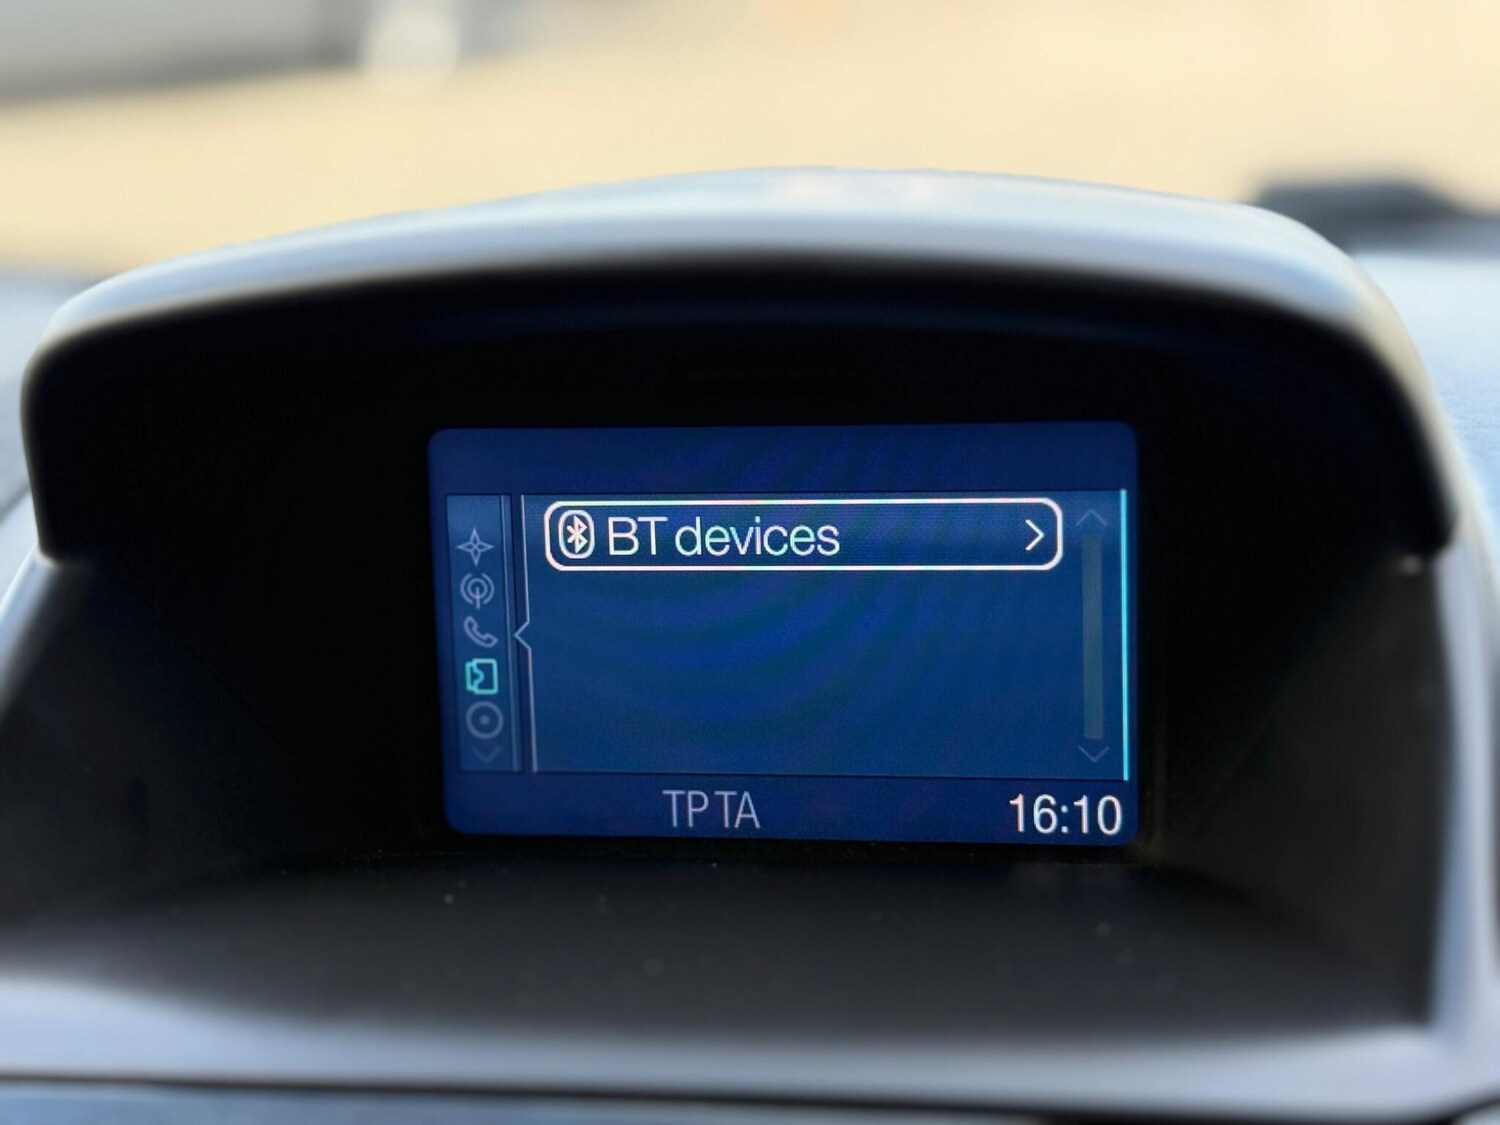 BT devices
TP TA
16:10